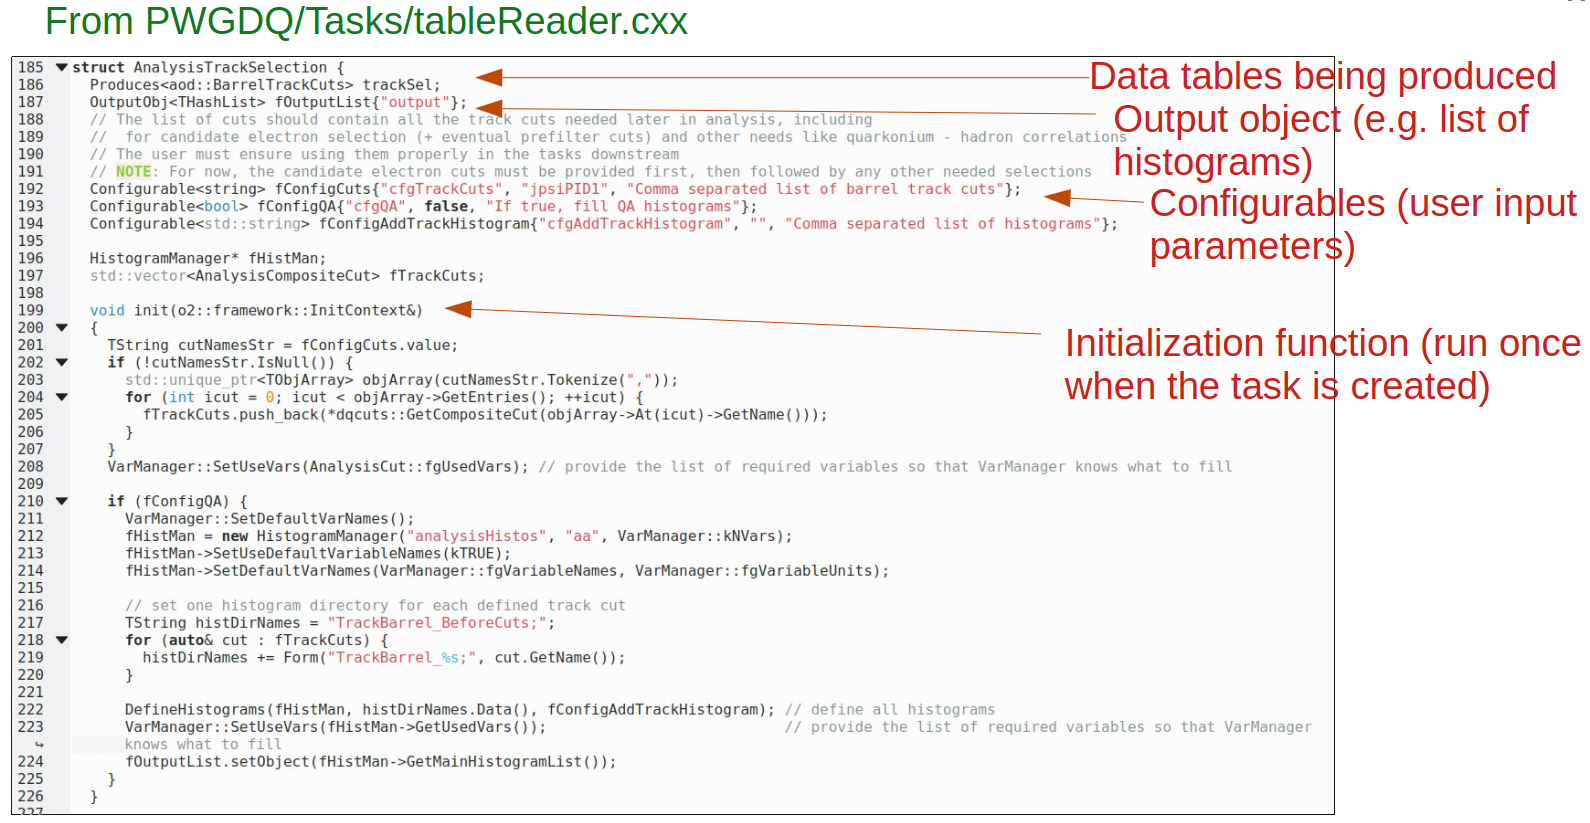 From PWGDQ/Tasks/tableReader.cxx
185 struct AnalysisTrackSelection {
186 Produces<aod::BarrelTrackCuts> trackSel;
187 OutputObj<THashList> fOutputList{"output"};
188 // The list of cuts should contain all the track cuts needed later in analysis, including
189 //  for candidate electron selection (+ eventual prefilter cuts) and other needs like quarkonium - hadron correlations
190 // The user must ensure using them properly in the tasks downstream
191 // NOTE: For now, the candidate electron cuts must be provided first, then followed by any other needed selections
192 Configurable<string> fConfigCuts{"cfgTrackCuts", "jpsiPID1", "Comma separated list of barrel track cuts"};
193 Configurable<bool> fConfigQA{"cfgQA", false, "If true, fill QA histograms"};
194 Configurable<std::string> fConfigAddTrackHistogram{"cfgAddTrackHistogram", "", "Comma separated list of histograms"};
195
196 HistogramManager* fHistMan;
197 std::vector<AnalysisCompositeCut> fTrackCuts;
198
199 void init(o2::framework::InitContext&)
200 {
201 TString cutNamesStr = fConfigCuts.value;
202 if (!cutNamesStr.IsNull()) {
203 std::unique_ptr<TObjArray> objArray(cutNamesStr.Tokenize(","));
204 for (int icut = 0; icut < objArray->GetEntries(); ++icut) {
205 fTrackCuts.push_back(*dqcuts::GetCompositeCut(objArray->At(icut)->GetName()));
206 }
207 }
208 VarManager::SetUseVars(AnalysisCut::fgUsedVars); // provide the list of required variables so that VarManager knows what to fill
209
210 if (fConfigQA) {
211 VarManager::SetDefaultVarNames();
212 fHistMan = new HistogramManager("analysisHistos", "aa", VarManager::kNVars);
213 fHistMan->SetUseDefaultVariableNames(kTRUE);
214 fHistMan->SetDefaultVarNames(VarManager::fgVariableNames, VarManager::fgVariableUnits);
215
216 // set one histogram directory for each defined track cut
217 TString histDirNames = "TrackBarrel_BeforeCuts;";
218 for (auto& cut : fTrackCuts) {
219 histDirNames += Form("TrackBarrel_%s;", cut.GetName());
220 }
221
222 DefineHistograms(fHistMan, histDirNames.Data(), fConfigAddTrackHistogram); // define all histograms
223 VarManager::SetUseVars(fHistMan->GetUsedVars()); // provide the list of required variables so that VarManager
knows what to fill
224 fOutputList.setObject(fHistMan->GetMainHistogramList());
225 }
226 }
227
Data tables being produced
Output object (e.g. list of
histograms)
Configurables (user input
parameters)
Initialization function (run once
when the task is created)